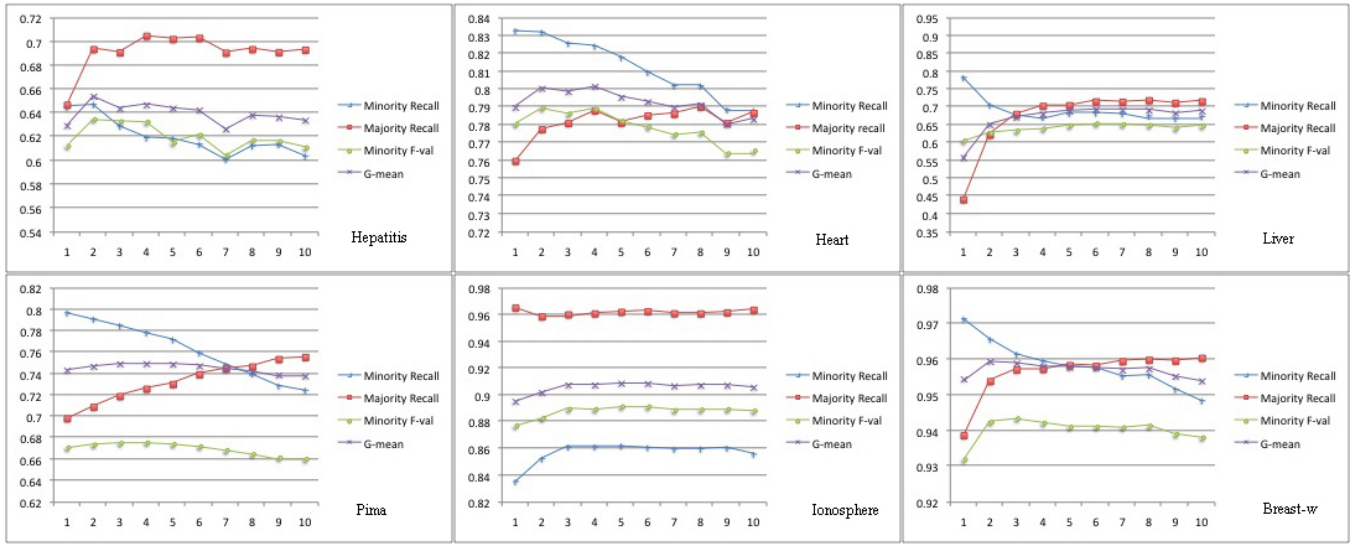 0.72
0.7
0.68
0.66
0.64
0.62
0.6
0.58
0.56
0.54
1 2 3 4 5 6 7 8 9 10
Minority Recall
Majority Recall
Minority F-val
G-mean
Hepatitis
0.84
0.83
0.82
0.81
0.8
0.79
0.78
0.77
0.76
0.75
0.74
0.73
0.72
1 2 3 4 5 6 7 8 9 10
Minority Recall
Majority recall
Minority F-val
G-mean
Heart
0.95
0.9
0.85
0.8
0.75
0.7
0.65
0.6
0.55
0.5
0.45
0.4
0.35
1 2 3 4 5 6 7 8 9 10
Minority Recall
Majority Recall
Minority F-val
G-mean
Liver
0.82
0.8
0.78
0.76
0.74
0.72
0.7
0.68
0.66
0.64
0.62
1 2 3 4 5 6 7 8 9 10
Minority Recall
Majority Recall
Minority F-val
G-mean
Pima
0.98
0.96
0.94
0.92
0.9
0.88
0.86
0.84
0.82
1 2 3 4 5 6 7 8 9 10
Minority Recall
Majority Recall
Minority F-val
G-mean
Ionosphere
0.98
0.97
0.96
0.95
0.94
0.93
0.92
1 2 3 4 5 6 7 8 9 10
Minority Recall
Majority Recall
Minority F-val
G-mean
Breast-w